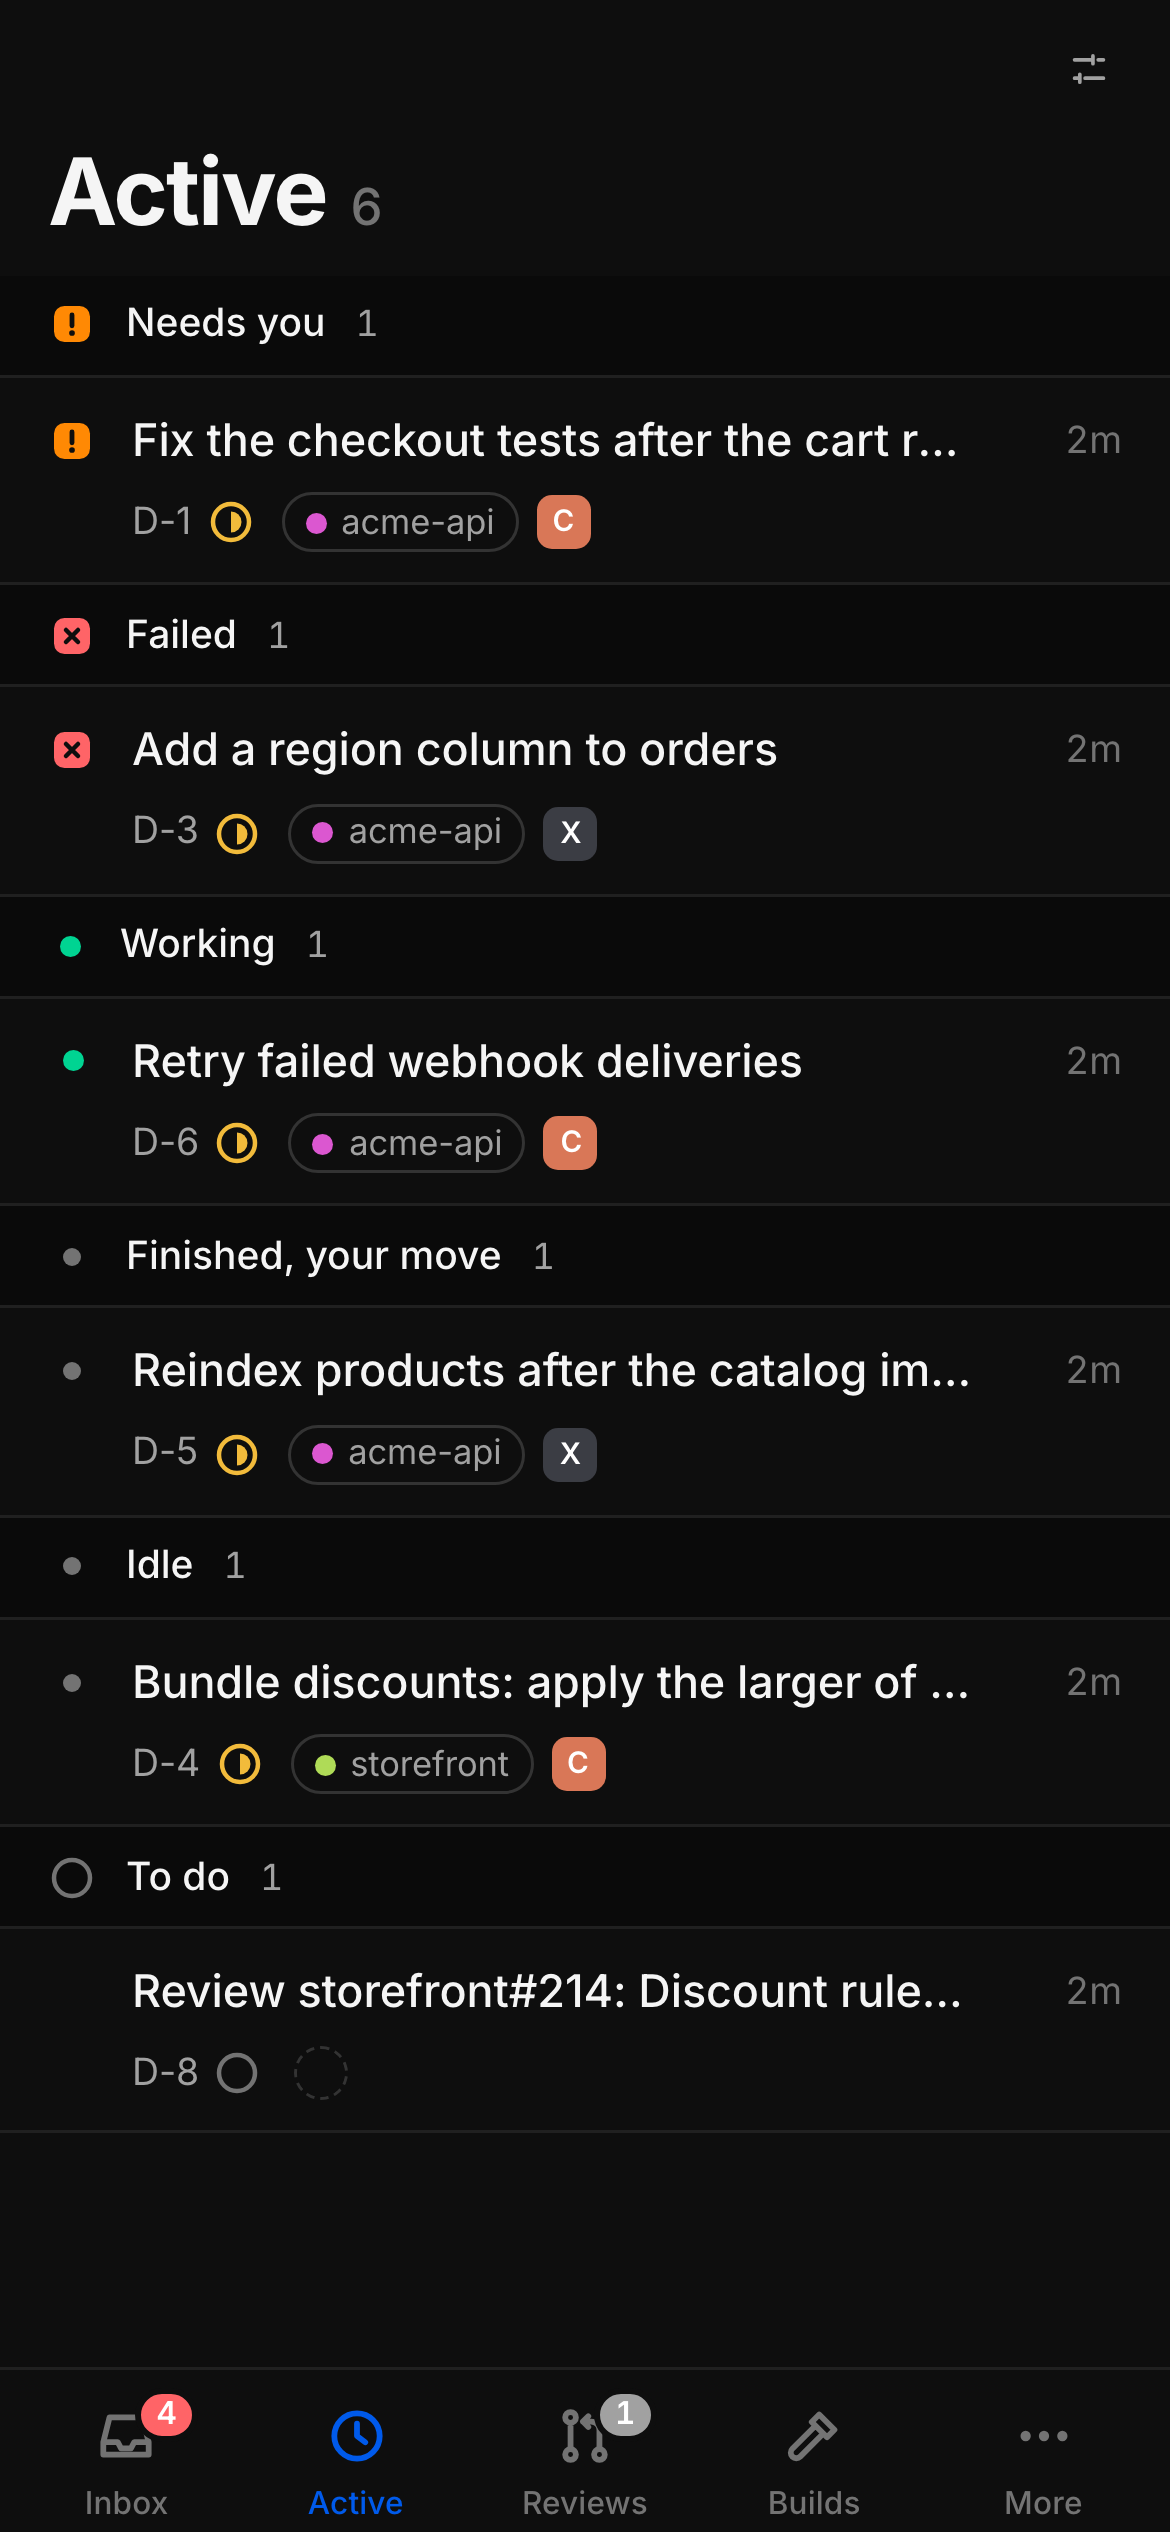 Active 6
Needs you 1
Fix the checkout tests after the cart r... 2m
D-1 acme-api C
Failed 1
Add a region column to orders 2m
D-3 acme-api X
Working 1
Retry failed webhook deliveries 2m
D-6 acme-api C
Finished, your move 1
Reindex products after the catalog im... 2m
D-5 acme-api X
Idle 1
Bundle discounts: apply the larger of ... 2m
D-4 storefront C
To do 1
Review storefront#214: Discount rule... 2m
D-8
4 1
Inbox Active Reviews Builds More